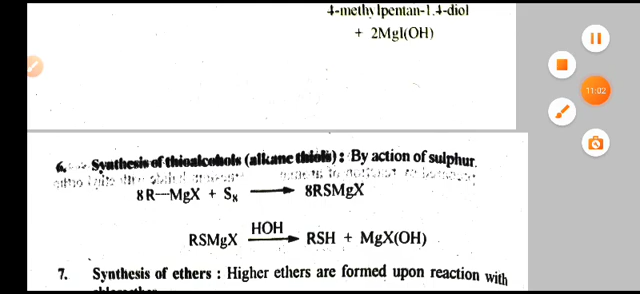 4-methylpentan-1.4-diol
+ 2MgI(OH)
11:02
6. Synthesis of thioalcohols (alkane thiols) : By action of sulphur.
8R—MgX + S₈ ⟶ 8RSMgX
HOH
RSMgX ⟶ RSH + MgX(OH)
7. Synthesis of ethers : Higher ethers are formed upon reaction with